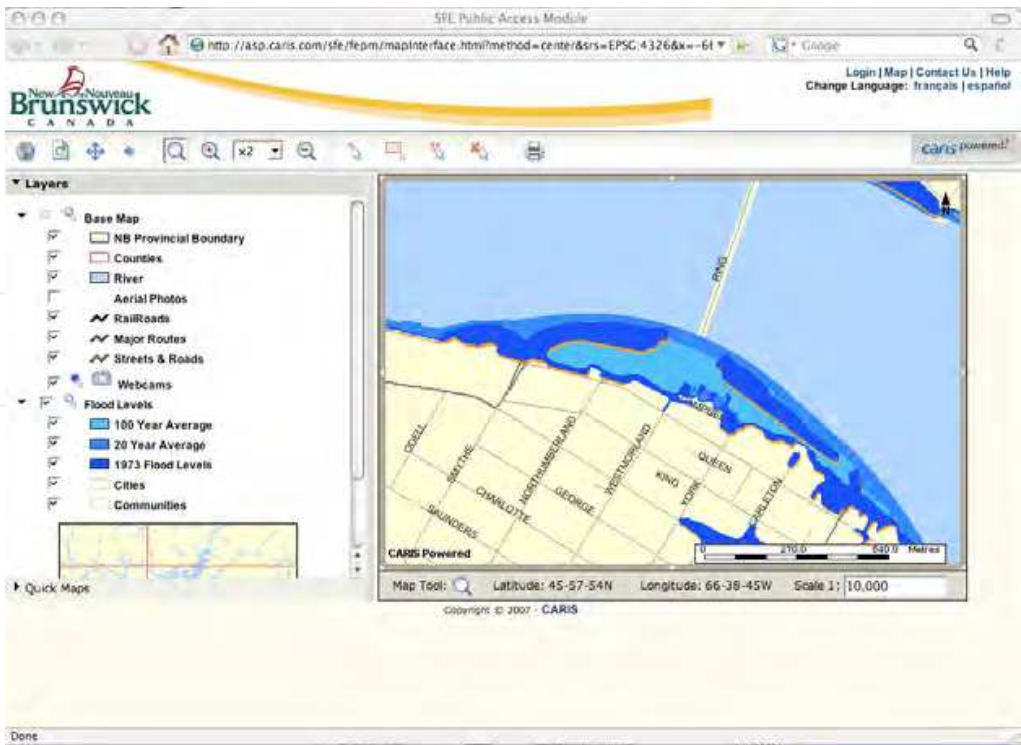 SFE Public Access Module
http://asp.caris.com/sfe/fepm/mapInterface.html?method=center&srs=EPSG:4326&x=-6
Google
Login | Map | Contact Us | Help
Change Language: français | español
New Nouveau
Brunswick
CANADA
x2
caris powered
Layers
Base Map
NB Provincial Boundary
Counties
River
Aerial Photos
RailRoads
Major Routes
Streets & Roads
Webcams
Flood Levels
100 Year Average
20 Year Average
1973 Flood Levels
Cities
Communities
Quick Maps
N
RING
ODELL
SMYTHE
NORTHUMBERLAND
WESTMORLAND
CHARLOTTE
GEORGE
SAUNDERS
QUEEN
KING
YORK
CARLETON
CARIS Powered
0
Metres
Map Tool:
Latitude: 45-57-54N
Longitude: 66-38-45W
Scale 1: 10,000
Copyright © 2007 - CARIS
Done